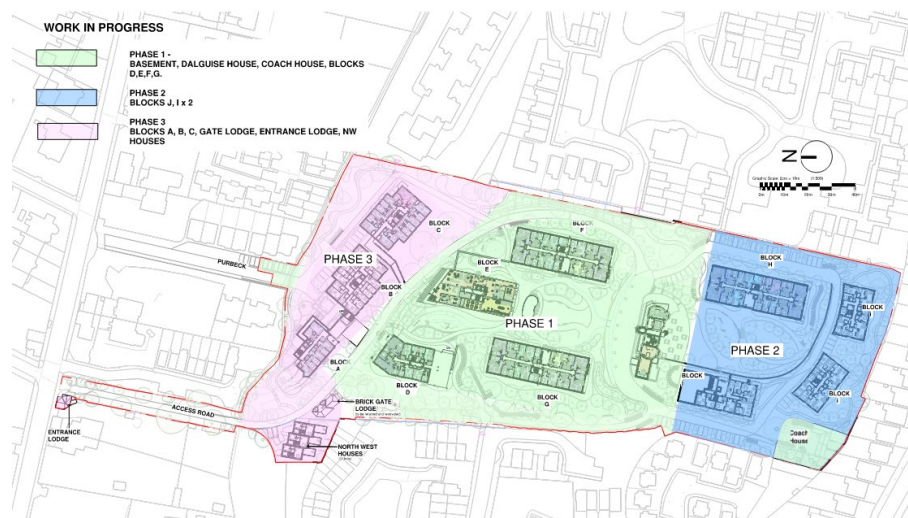 WORK IN PROGRESS
PHASE 1 -
BASEMENT, DALGUISE HOUSE, COACH HOUSE, BLOCKS
D,E,F,G.
PHASE 2
BLOCKS J, I x 2
PHASE 3
BLOCKS A, B, C, GATE LODGE, ENTRANCE LODGE, NW
HOUSES
N
BLOCK
C
BLOCK
F
PURBECK
PHASE 3
BLOCK
E
BLOCK
H
BLOCK
B
BLOCK
PHASE 1
PHASE 2
BLOCK
A
BLOCK
D
BLOCK
G
BLOCK
BLOCK
ACCESS ROAD
BRICK GATE
LODGE
ENTRANCE
LODGE
NORTH WEST
HOUSES
Coach
House